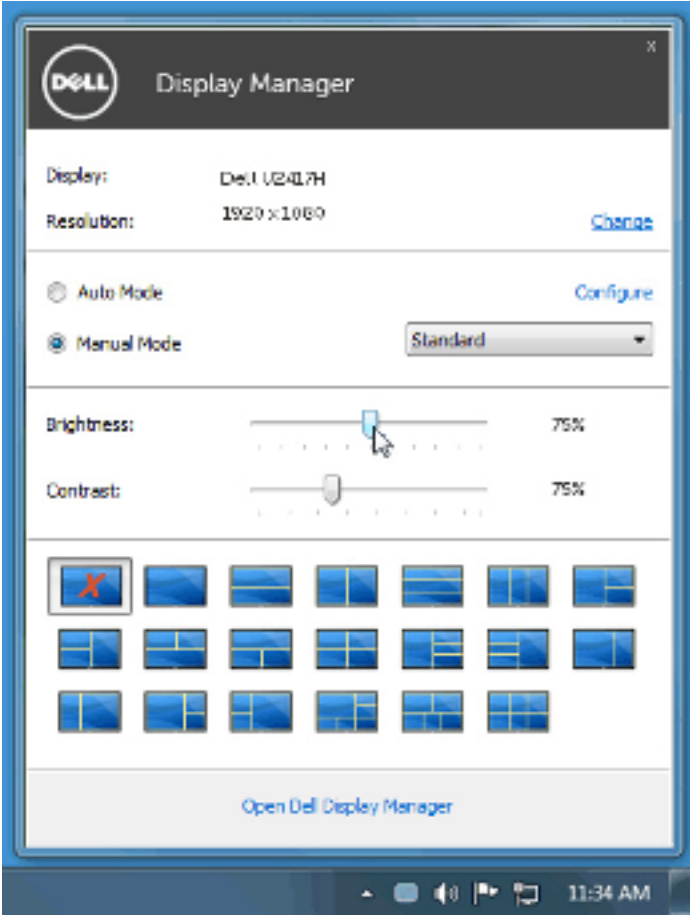 x
DELL Display Manager
Display: Dell U2417H
Resolution: 1920 x 1080 Change
Auto Mode Configure
Manual Mode Standard
Brightness: 75%
Contrast: 75%
X
Open Dell Display Manager
11:34 AM